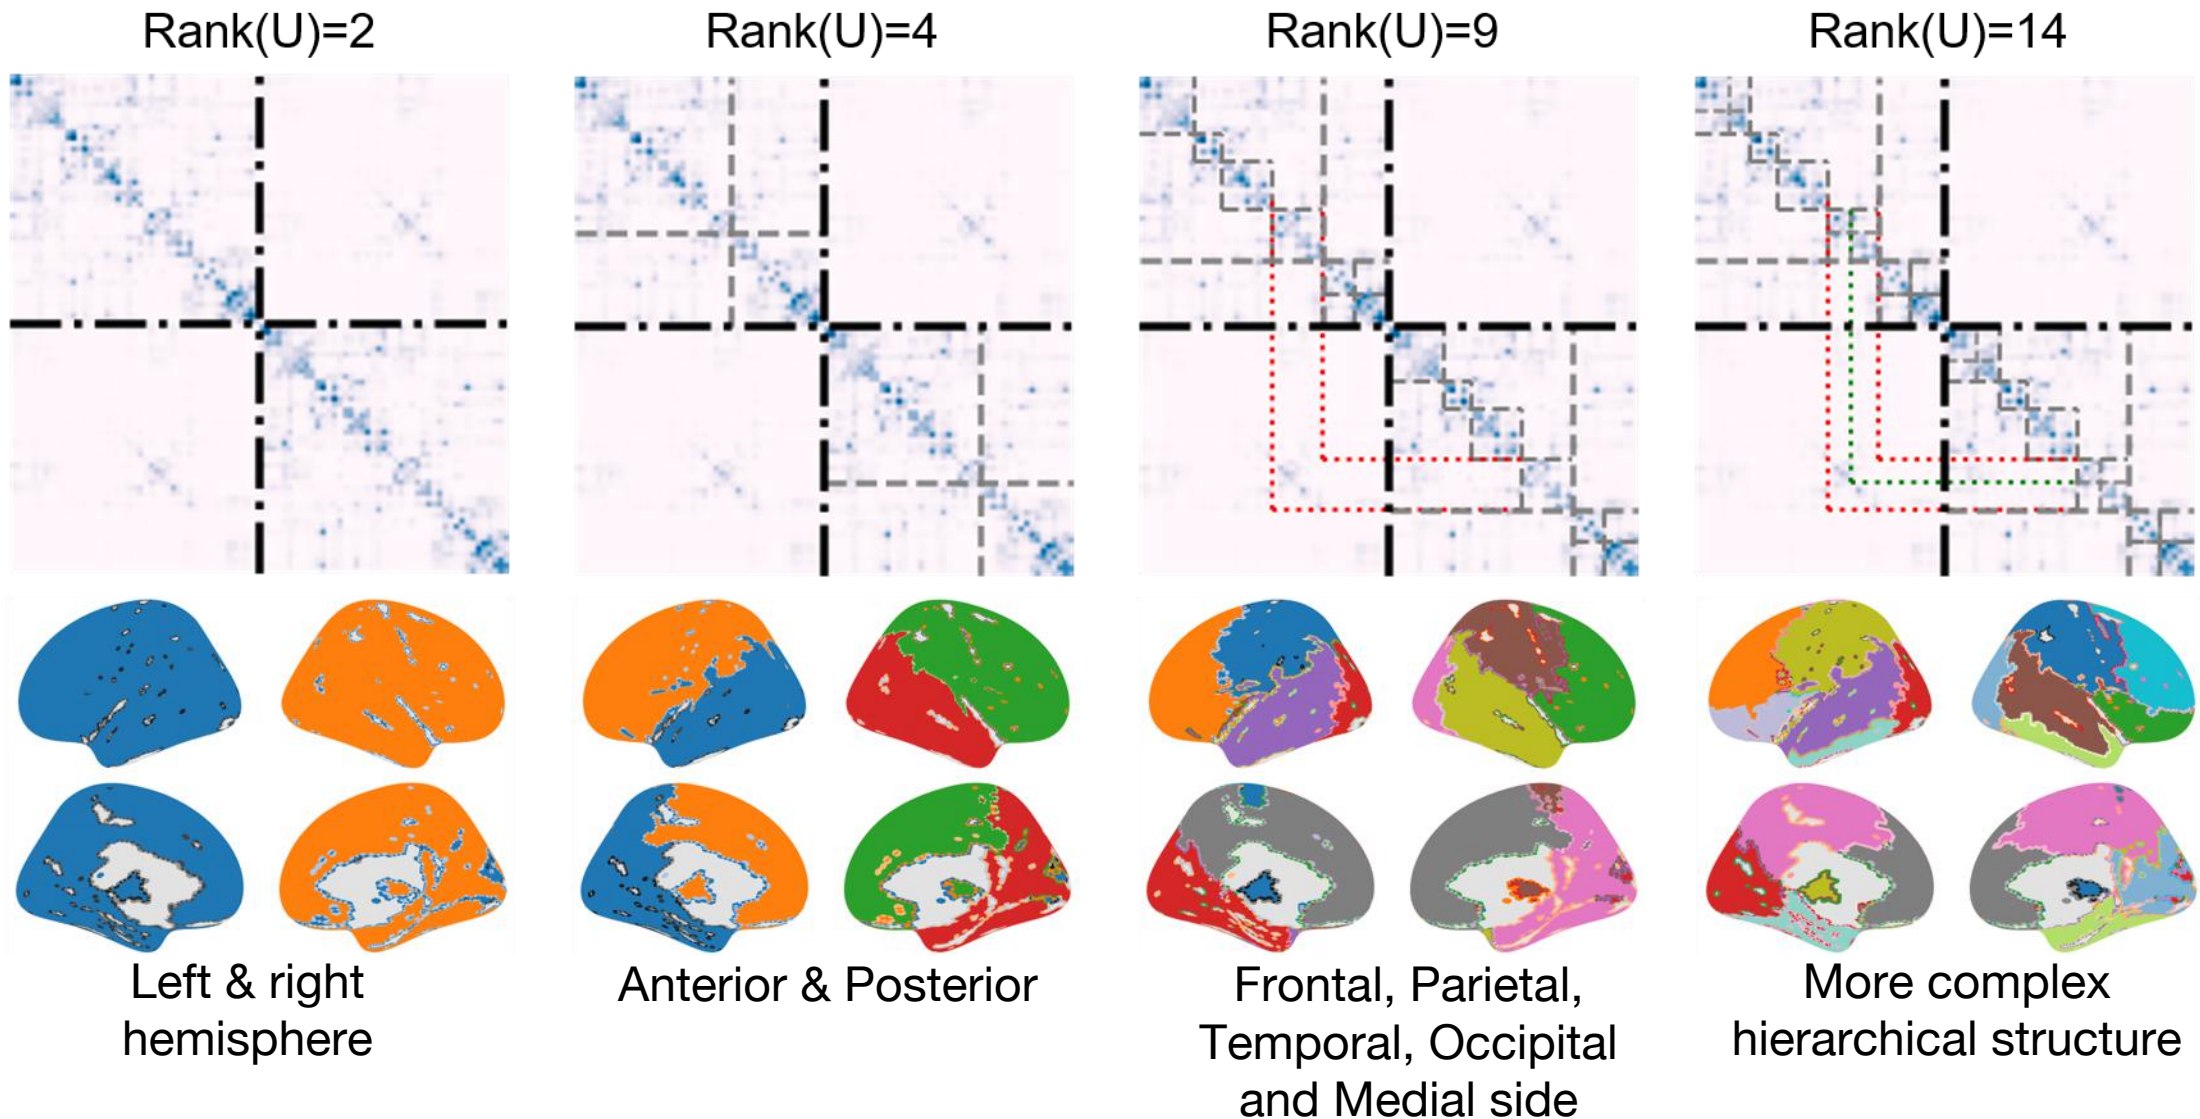 Rank(U)=2
Rank(U)=4
Rank(U)=9
Rank(U)=14
Left & right
hemisphere
Anterior & Posterior
Frontal, Parietal,
Temporal, Occipital
and Medial side
More complex
hierarchical structure